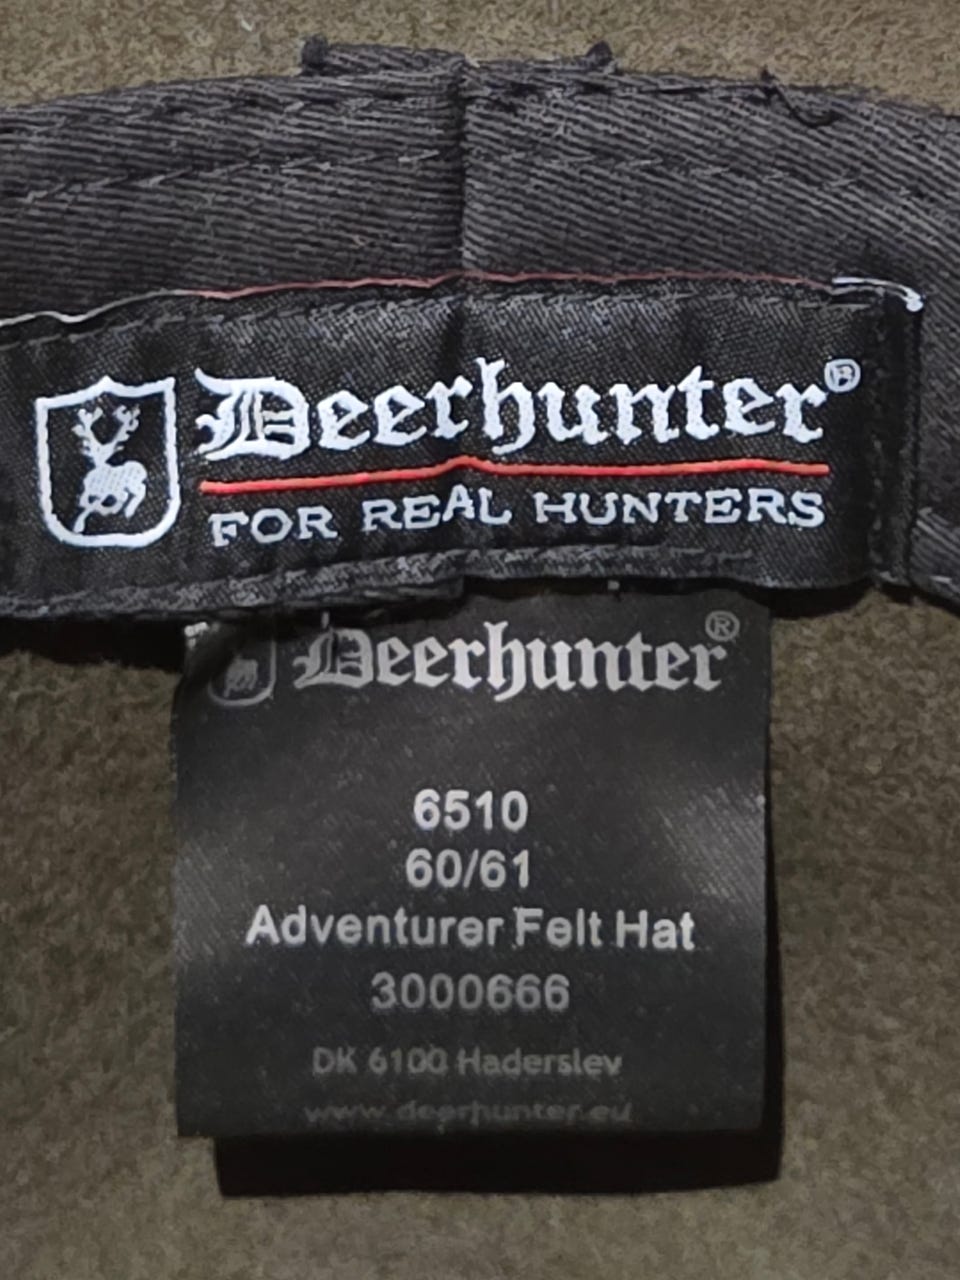 Deerhunter®
FOR REAL HUNTERS
Deerhunter®
6510
60/61
Adventurer Felt Hat
3000666
DK 6100 Haderslev
www.deerhunter.eu